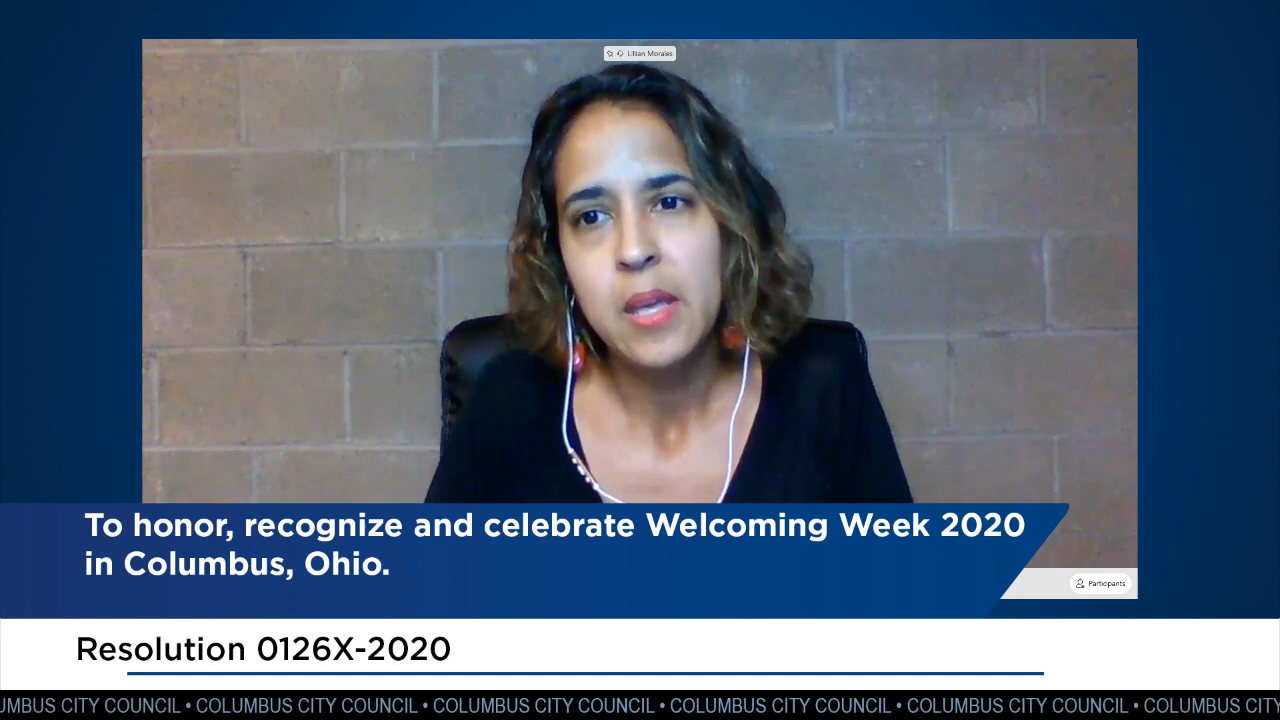 Lillian Morales
To honor, recognize and celebrate Welcoming Week 2020
in Columbus, Ohio.
Participants
Resolution 0126X-2020
UMBUS CITY COUNCIL • COLUMBUS CITY COUNCIL • COLUMBUS CITY COUNCIL • COLUMBUS CITY COUNCIL • COLUMBUS CITY COUNCIL • COLUMBUS CITY